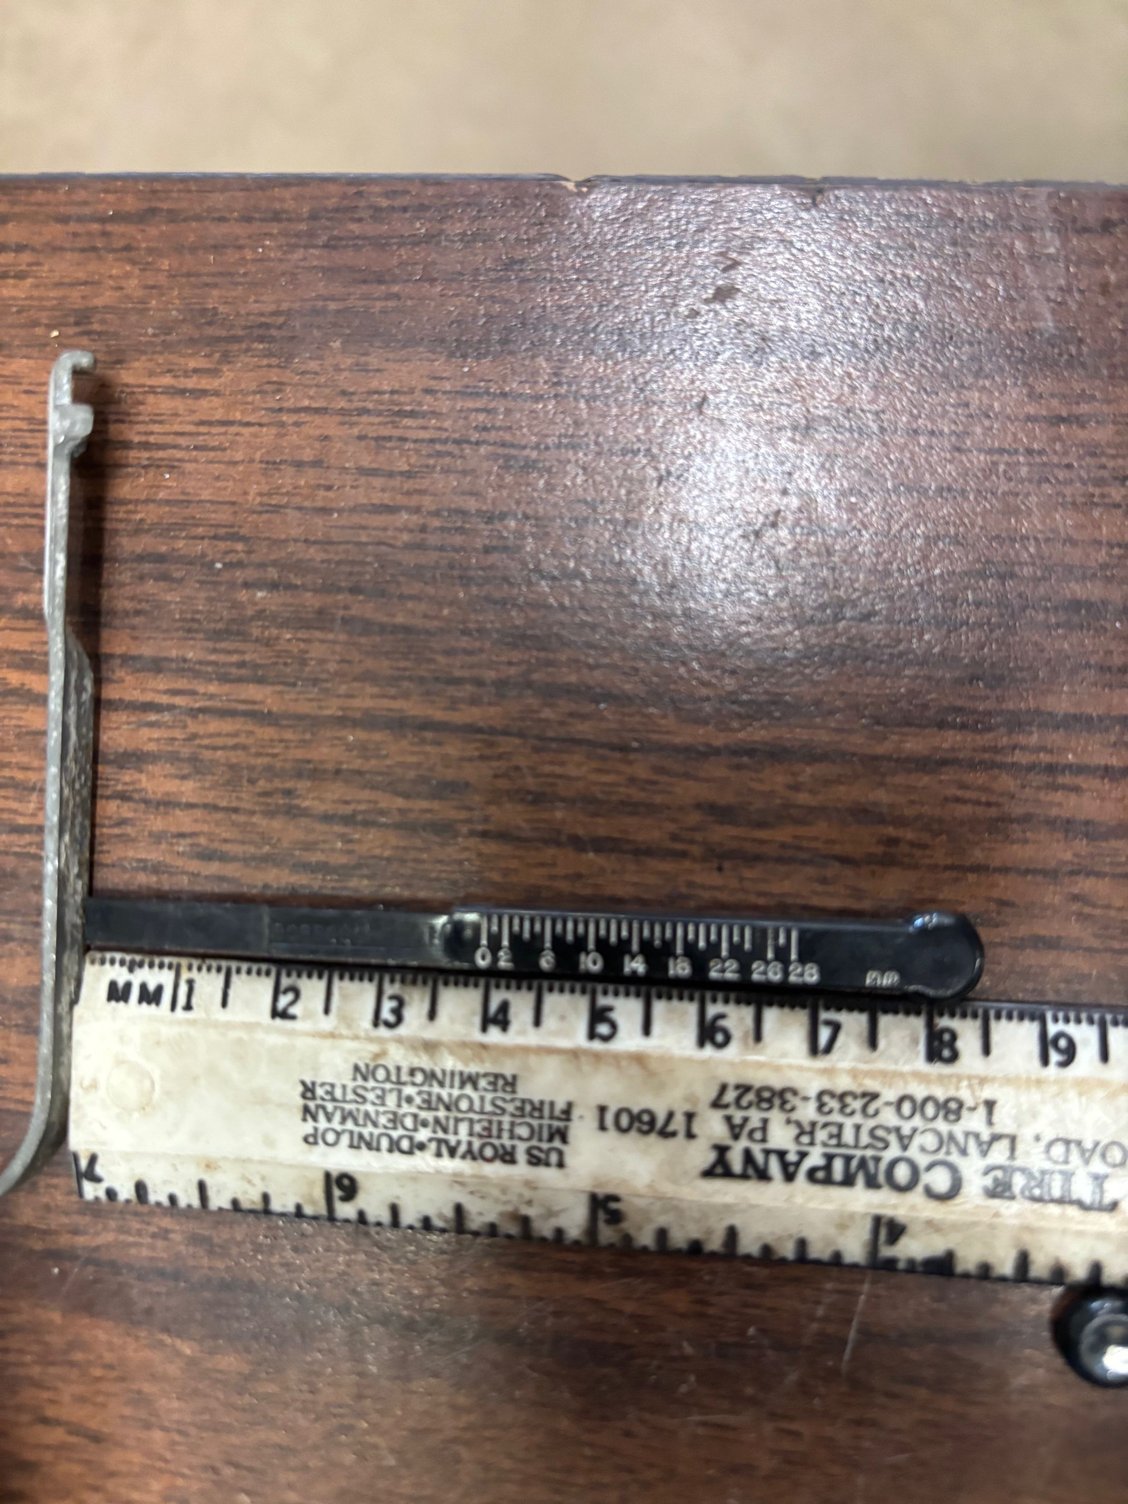 0 2 6 10 14 18 22 26 28 mm
MM 1 2 3 4 5 6 7 8 9
1-800-233-3827
OAD, LANCASTER, PA 17601
TIRE COMPANY
REMINGTON
FIRESTONE•LESTER
MICHELIN•DENMAN
US ROYAL•DUNLOP
4 5 6 7